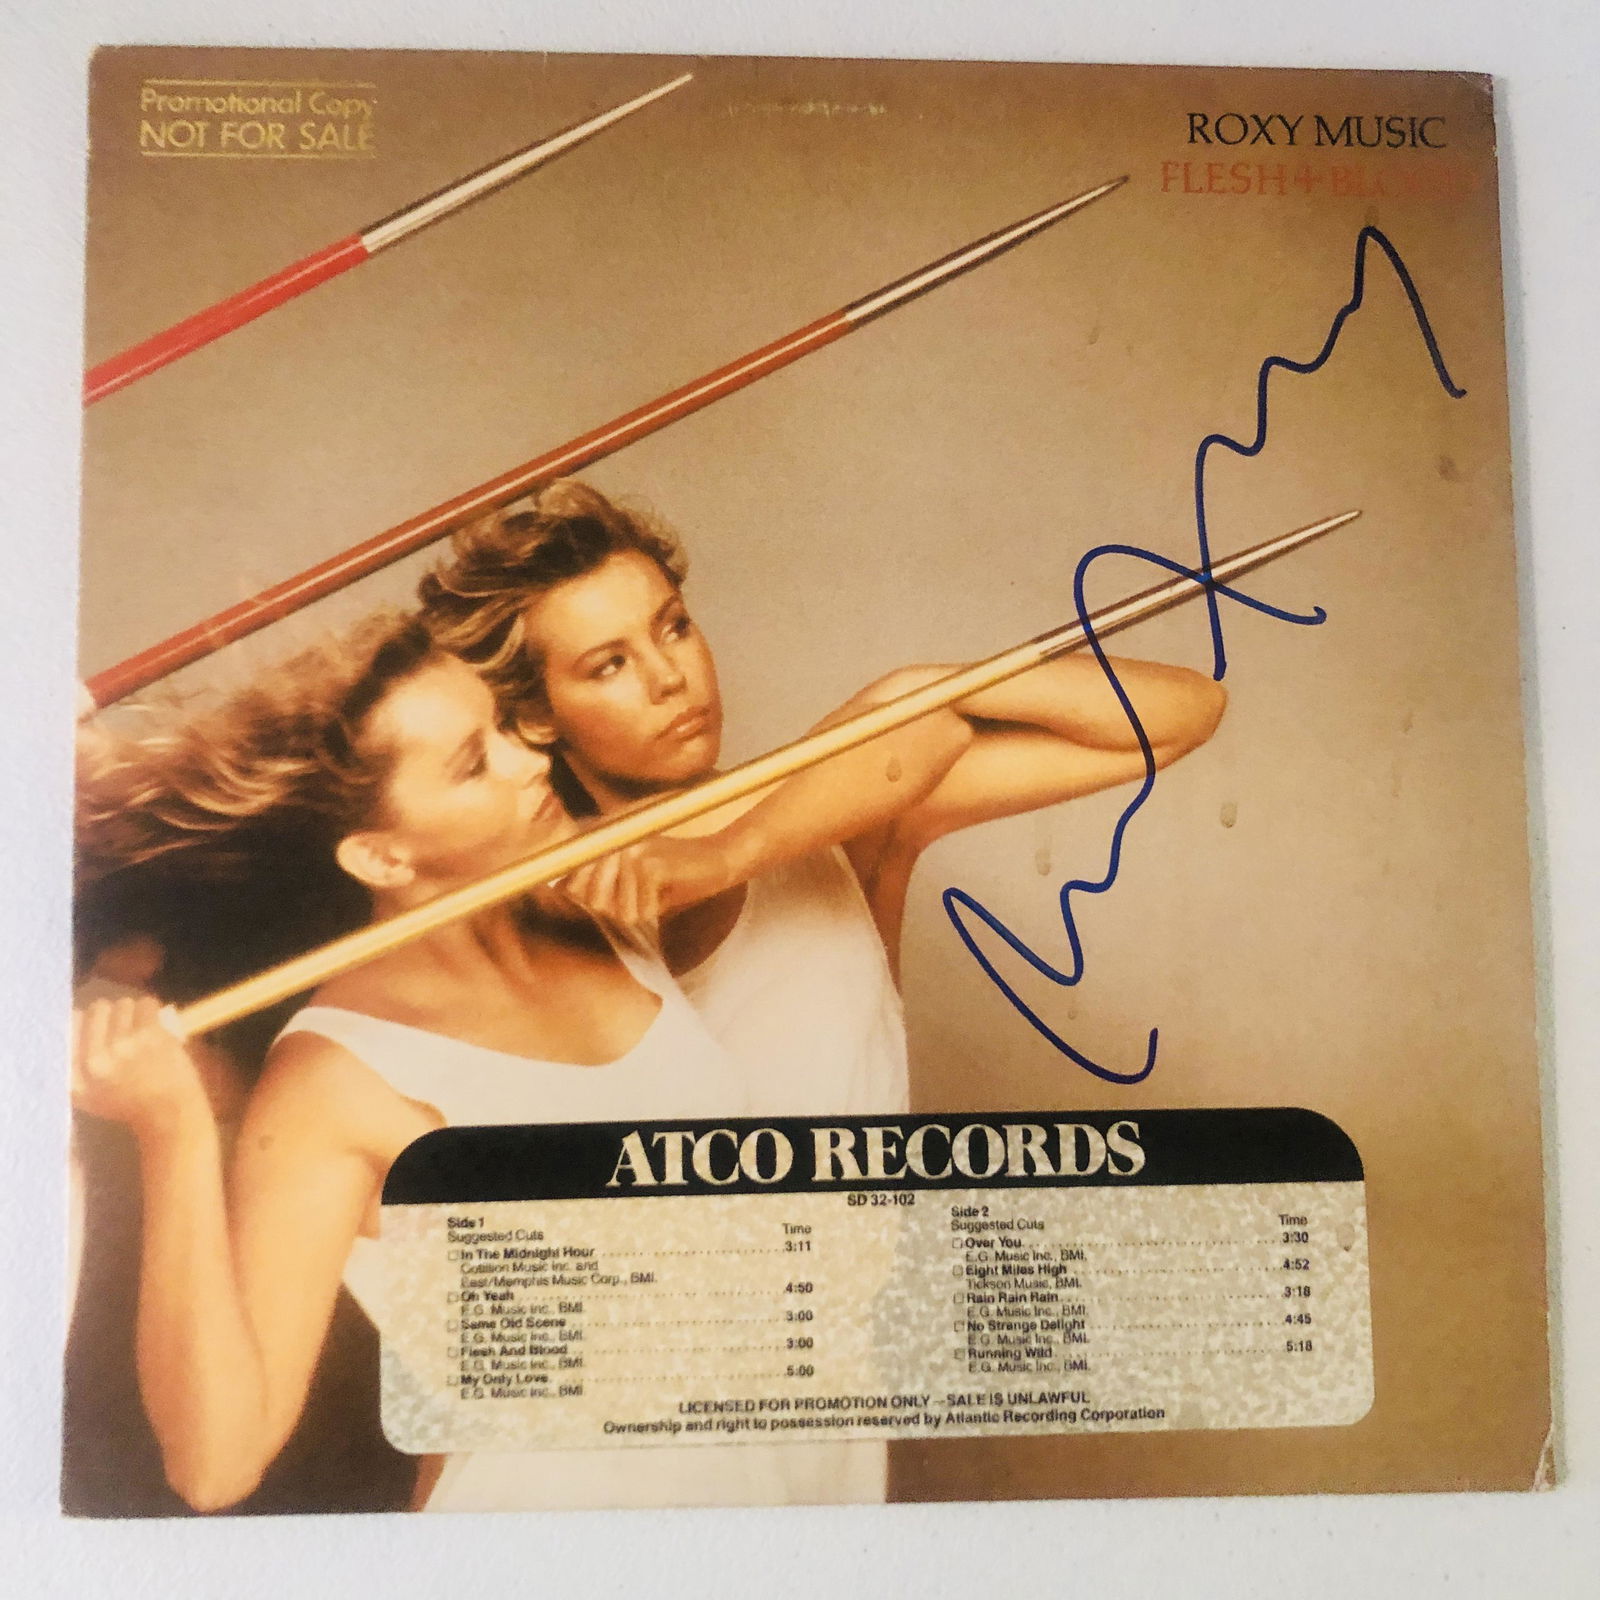 Promotional Copy
NOT FOR SALE
ROXY MUSIC
FLESH + BLOOD
ATCO RECORDS
SD 32-102
Side 1
Suggested Cuts Time
In The Midnight Hour 3:11
Cotillion Music Inc. and
East/Memphis Music Corp., BMI.
Oh Yeah 4:50
E.G. Music Inc., BMI.
Same Old Scene 3:00
E.G. Music Inc., BMI.
Flesh And Blood 3:00
E.G. Music Inc., BMI.
My Only Love 5:00
E.G. Music Inc., BMI.
Side 2
Suggested Cuts Time
Over You 3:30
E.G. Music Inc., BMI.
Eight Miles High 4:52
Tickson Music, BMI.
Rain Rain Rain 3:18
E.G. Music Inc., BMI.
No Strange Delight 4:45
E.G. Music Inc., BMI.
Running Wild 5:18
E.G. Music Inc., BMI.
LICENSED FOR PROMOTION ONLY – SALE IS UNLAWFUL
Ownership and right to possession reserved by Atlantic Recording Corporation